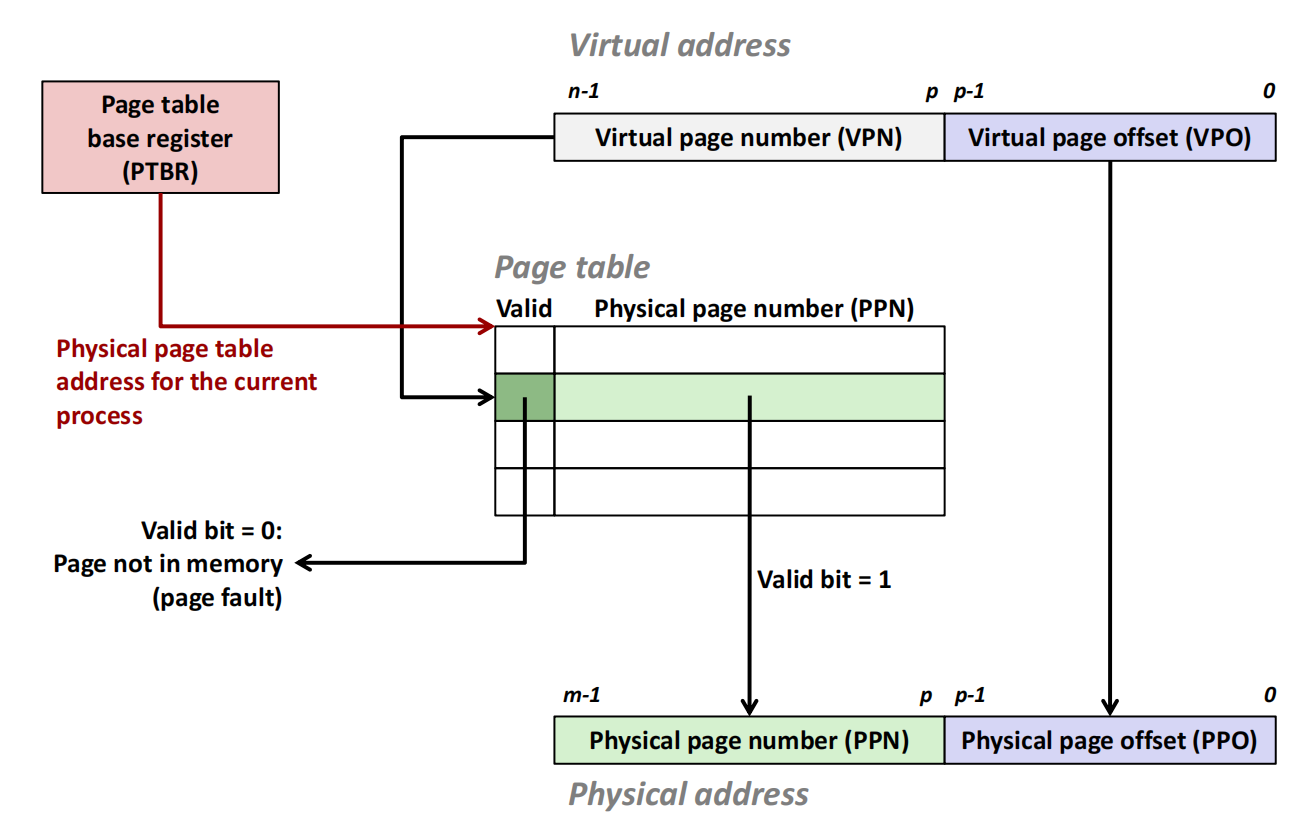 Virtual address
n-1 p p-1 0
Page table
base register
(PTBR)
Virtual page number (VPN) Virtual page offset (VPO)
Page table
Valid Physical page number (PPN)
Physical page table
address for the current
process
Valid bit = 0:
Page not in memory
(page fault)
Valid bit = 1
m-1 p p-1 0
Physical page number (PPN) Physical page offset (PPO)
Physical address